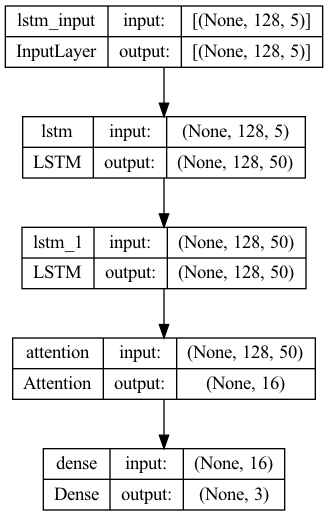 lstm_input input: [(None, 128, 5)]
InputLayer output: [(None, 128, 5)]
lstm input: (None, 128, 5)
LSTM output: (None, 128, 50)
lstm_1 input: (None, 128, 50)
LSTM output: (None, 128, 50)
attention input: (None, 128, 50)
Attention output: (None, 16)
dense input: (None, 16)
Dense output: (None, 3)